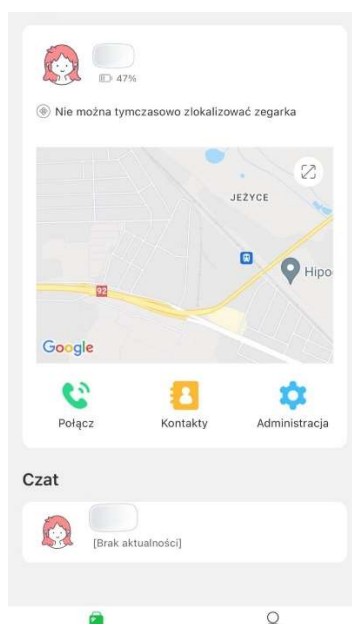 47%
Nie można tymczasowo zlokalizować zegarka
JEŻYCE
Hipo
92
Google
Połącz Kontakty Administracja
Czat
[Brak aktualności]